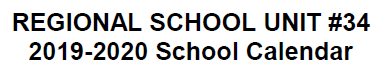 REGIONAL SCHOOL UNIT #34
2019-2020 School Calendar